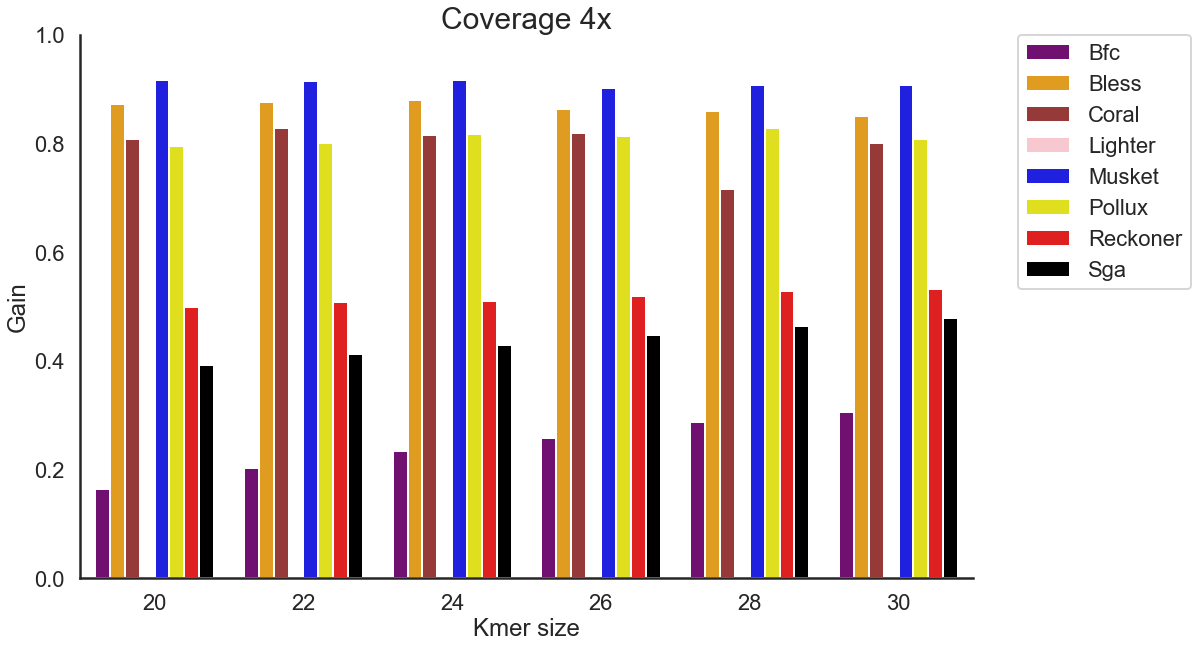 Coverage 4x
1.0
0.8
0.6
0.4
0.2
0.0
Gain
20 22 24 26 28 30
Kmer size
Bfc
Bless
Coral
Lighter
Musket
Pollux
Reckoner
Sga